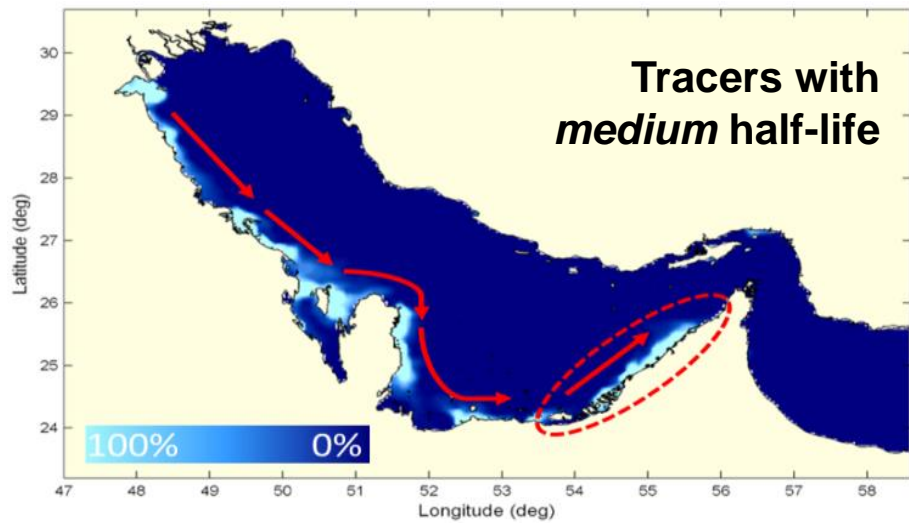 Tracers with
medium half-life
30
29
28
27
26
25
24
Latitude (deg)
100% 0%
47 48 49 50 51 52 53 54 55 56 57 58
Longitude (deg)